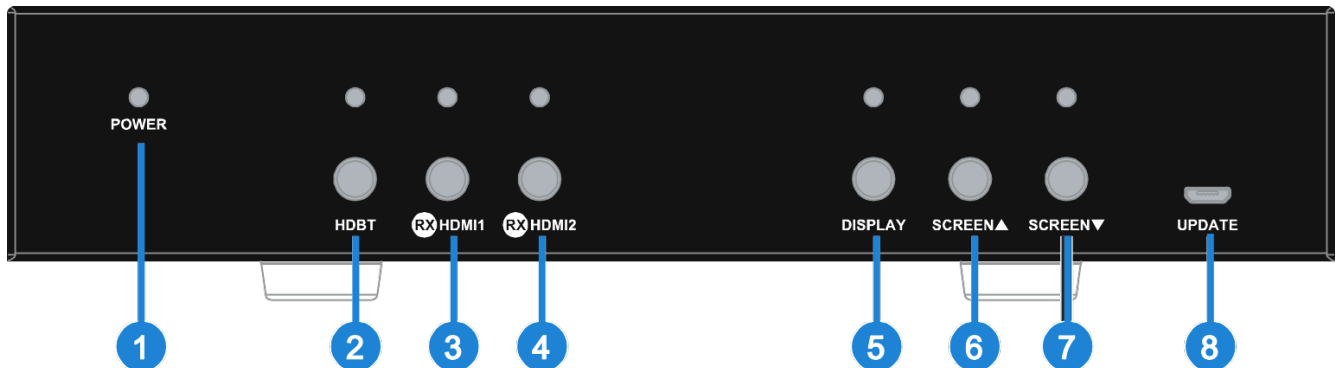 POWER
HDBT RX HDMI1 RX HDMI2 DISPLAY SCREEN▲ SCREEN▼ UPDATE
1 2 3 4 5 6 7 8